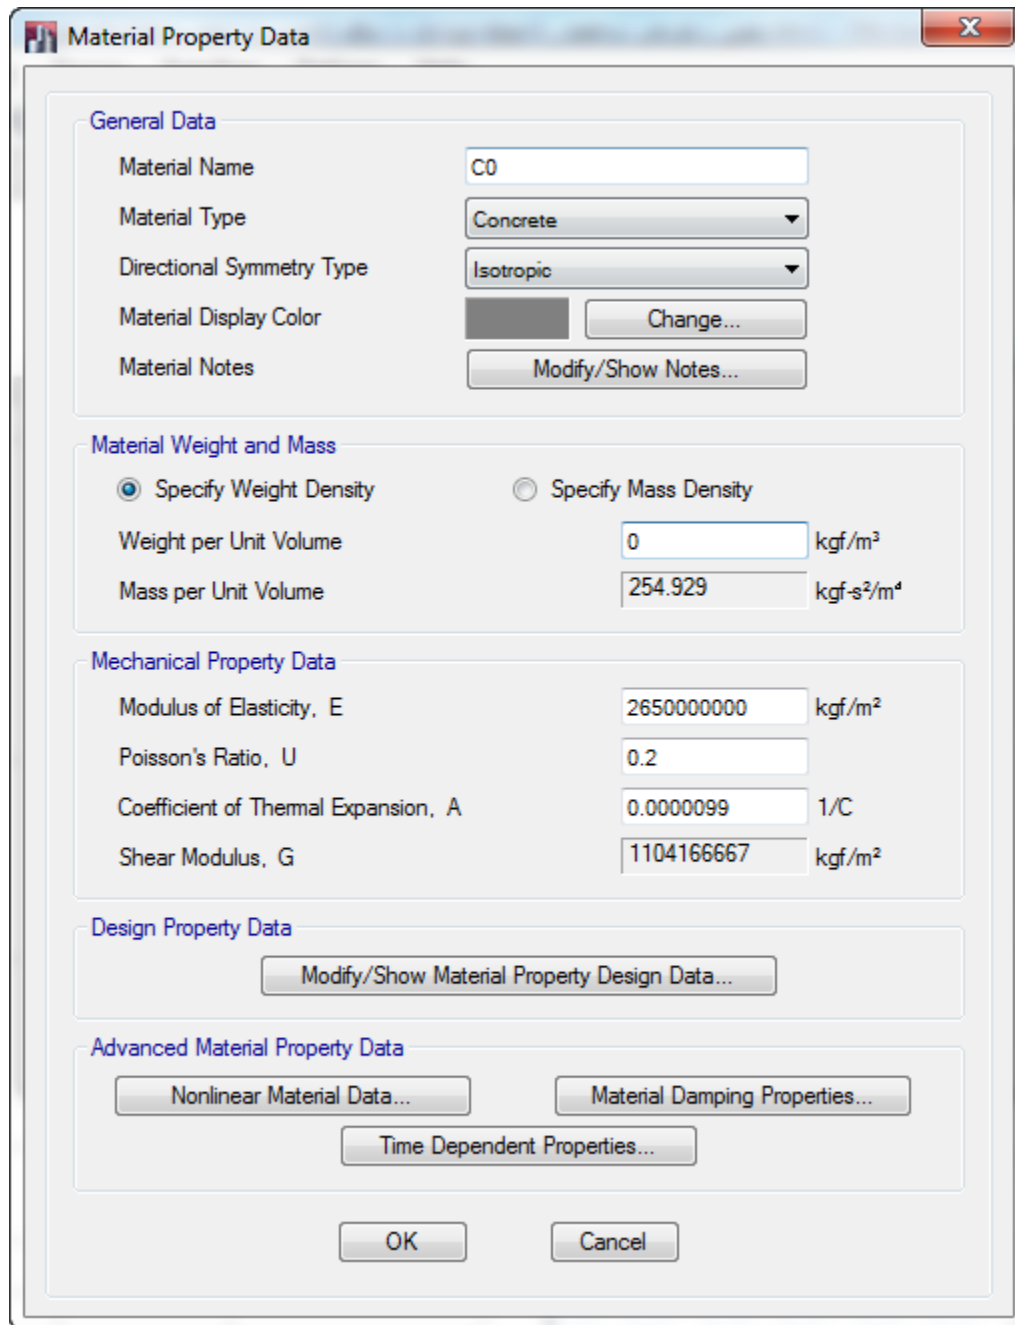 Material Property Data
General Data
Material Name C0
Material Type Concrete
Directional Symmetry Type Isotropic
Material Display Color Change...
Material Notes Modify/Show Notes...
Material Weight and Mass
Specify Weight Density Specify Mass Density
Weight per Unit Volume 0 kgf/m³
Mass per Unit Volume 254.929 kgf-s²/m⁴
Mechanical Property Data
Modulus of Elasticity, E 2650000000 kgf/m²
Poisson's Ratio, U 0.2
Coefficient of Thermal Expansion, A 0.0000099 1/C
Shear Modulus, G 1104166667 kgf/m²
Design Property Data
Modify/Show Material Property Design Data...
Advanced Material Property Data
Nonlinear Material Data... Material Damping Properties...
Time Dependent Properties...
OK Cancel